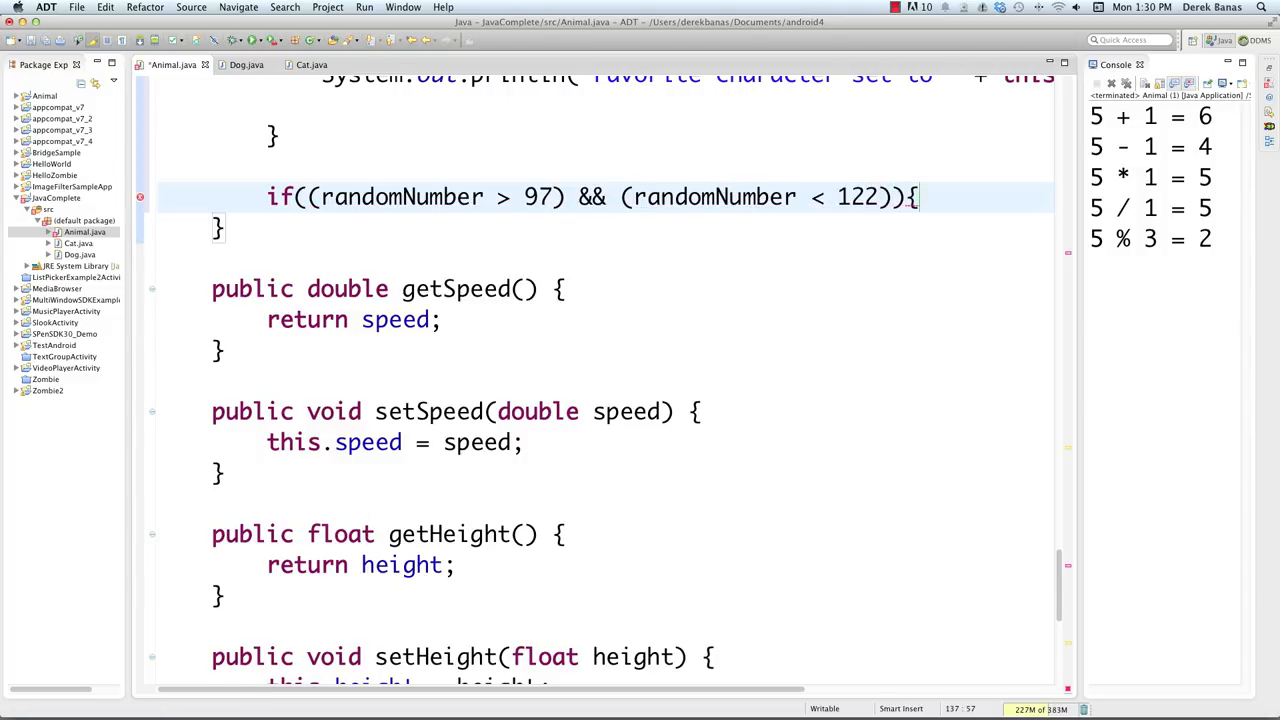 ADT File Edit Refactor Source Navigate Search Project Run Window Help 10 Mon 1:30 PM Derek Banas
Java – JavaComplete/src/Animal.java – ADT – /Users/derekbanas/Documents/android4
Quick Access Java DDMS
Package Exp
Animal
appcompat_v7
appcompat_v7_2
appcompat_v7_3
appcompat_v7_4
BridgeSample
HelloWorld
HelloZombie
ImageFilterSampleApp
JavaComplete
src
(default package)
Animal.java
Cat.java
Dog.java
JRE System Library [Ja
ListPickerExample2Activi
MediaBrowser
MultiWindowSDKExample
MusicPlayerActivity
SlookActivity
SPenSDK30_Demo
TestAndroid
TextGroupActivity
VideoPlayerActivity
Zombie
Zombie2
*Animal.java Dog.java Cat.java
System.out.println("Favorite Character set to " + this
}
if((randomNumber > 97) && (randomNumber < 122)){
}
public double getSpeed() {
return speed;
}
public void setSpeed(double speed) {
this.speed = speed;
}
public float getHeight() {
return height;
}
public void setHeight(float height) {
this.height = height;
Console
<terminated> Animal (1) [Java Application] /S
5 + 1 = 6
5 - 1 = 4
5 * 1 = 5
5 / 1 = 5
5 % 3 = 2
Writable Smart Insert 137 : 57 227M of 383M